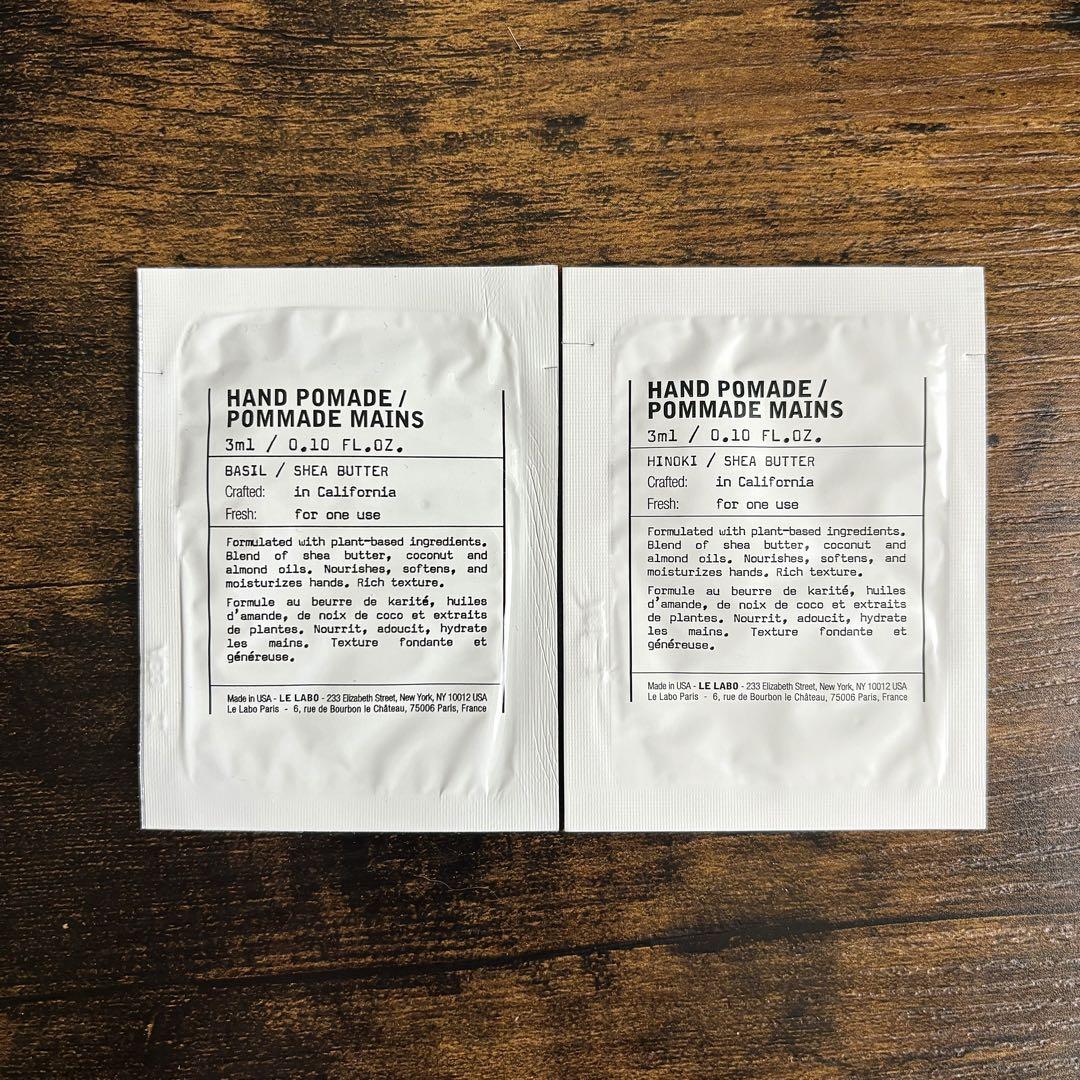 HAND POMADE /
POMMADE MAINS
3ml / 0.10 FL.OZ.
BASIL / SHEA BUTTER
Crafted: in California
Fresh: for one use
Formulated with plant-based ingredients.
Blend of shea butter, coconut and
almond oils. Nourishes, softens, and
moisturizes hands. Rich texture.
Formule au beurre de karité, huiles
d'amande, de noix de coco et extraits
de plantes. Nourrit, adoucit, hydrate
les mains. Texture fondante et
généreuse.
Made in USA - LE LABO - 233 Elizabeth Street, New York, NY 10012 USA
Le Labo Paris - 6, rue de Bourbon le Château, 75006 Paris, France
HAND POMADE /
POMMADE MAINS
3ml / 0.10 FL.OZ.
HINOKI / SHEA BUTTER
Crafted: in California
Fresh: for one use
Formulated with plant-based ingredients.
Blend of shea butter, coconut and
almond oils. Nourishes, softens, and
moisturizes hands. Rich texture.
Formule au beurre de karité, huiles
d'amande, de noix de coco et extraits
de plantes. Nourrit, adoucit, hydrate
les mains. Texture fondante et
généreuse.
Made in USA - LE LABO - 233 Elizabeth Street, New York, NY 10012 USA
Le Labo Paris - 6, rue de Bourbon le Château, 75006 Paris, France